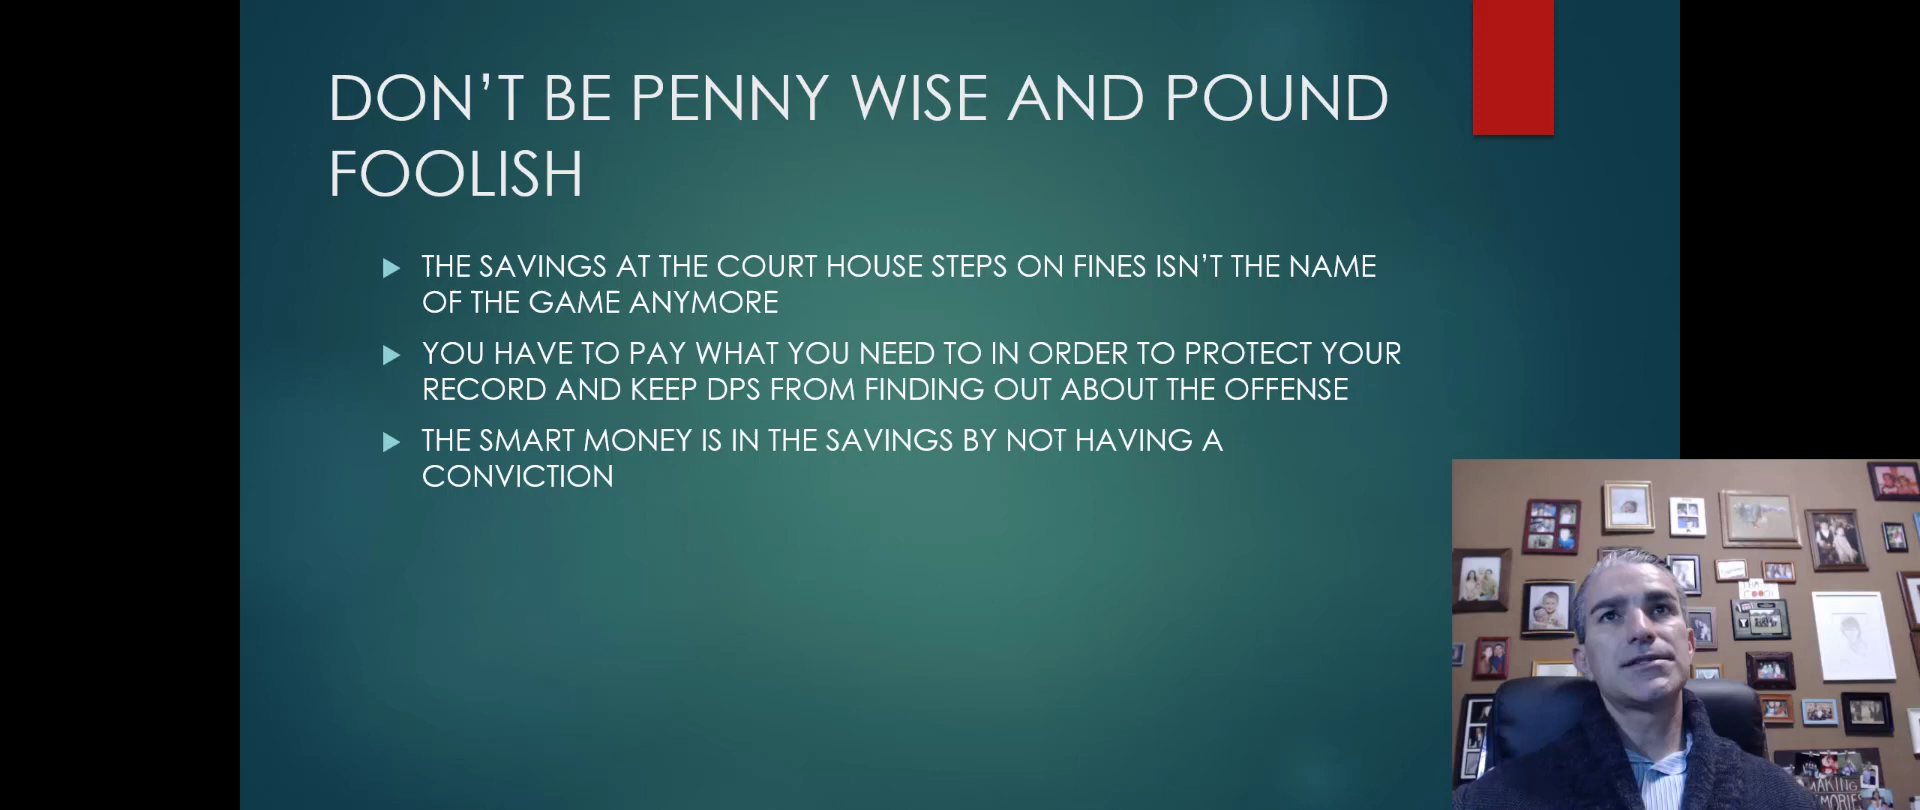 DON'T BE PENNY WISE AND POUND
FOOLISH
THE SAVINGS AT THE COURT HOUSE STEPS ON FINES ISN'T THE NAME
OF THE GAME ANYMORE
YOU HAVE TO PAY WHAT YOU NEED TO IN ORDER TO PROTECT YOUR
RECORD AND KEEP DPS FROM FINDING OUT ABOUT THE OFFENSE
THE SMART MONEY IS IN THE SAVINGS BY NOT HAVING A
CONVICTION
MAKING